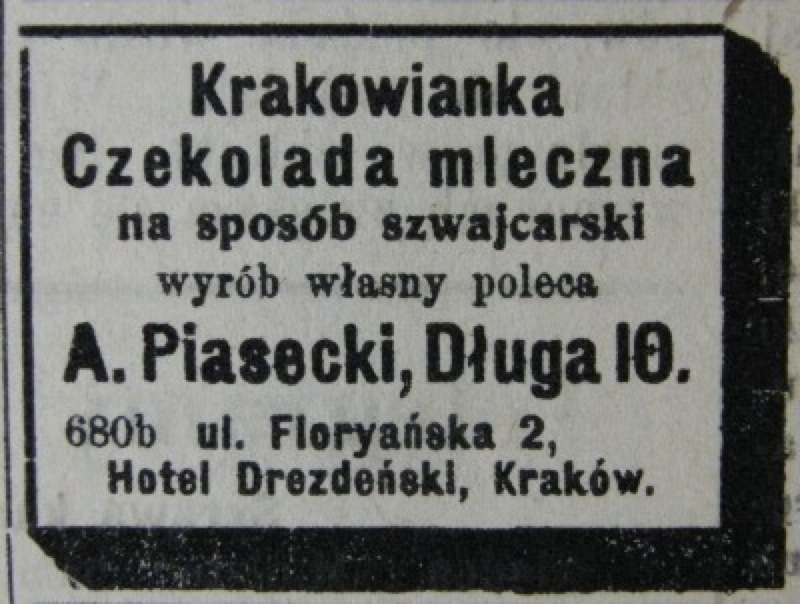 Krakowianka
Czekolada mleczna
na sposób szwajcarski
wyrób własny poleca
A. Piasecki, Długa 10.
680b ul. Floryańska 2,
Hotel Drezdeński, Kraków.